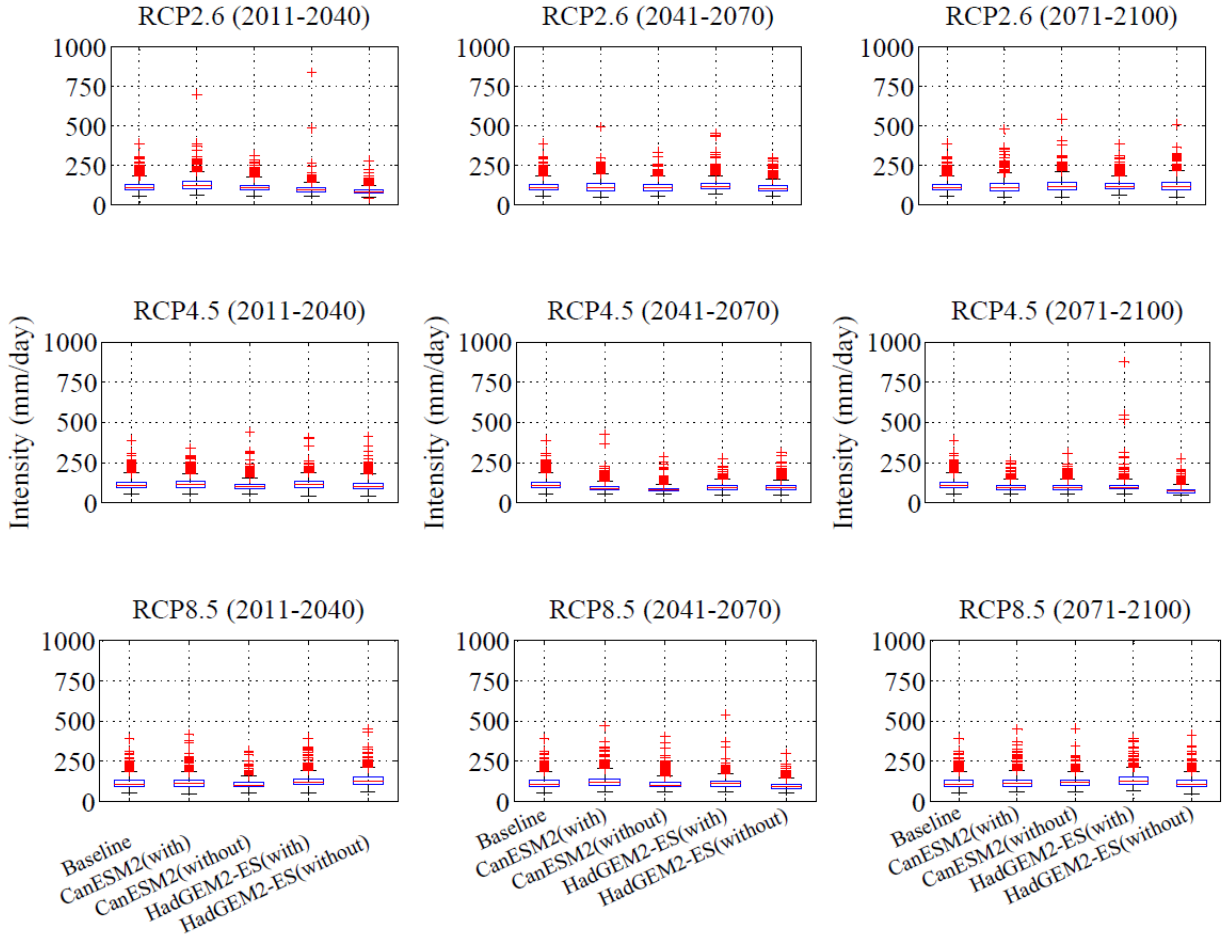 RCP2.6 (2011-2040)
1000
750
500
250
0
RCP2.6 (2041-2070)
1000
750
500
250
0
RCP2.6 (2071-2100)
1000
750
500
250
0
RCP4.5 (2011-2040)
Intensity (mm/day)
1000
750
500
250
0
RCP4.5 (2041-2070)
Intensity (mm/day)
1000
750
500
250
0
RCP4.5 (2071-2100)
Intensity (mm/day)
1000
750
500
250
0
RCP8.5 (2011-2040)
1000
750
500
250
0
Baseline
CanESM2(with)
CanESM2(without)
HadGEM2-ES(with)
HadGEM2-ES(without)
RCP8.5 (2041-2070)
1000
750
500
250
0
Baseline
CanESM2(with)
CanESM2(without)
HadGEM2-ES(with)
HadGEM2-ES(without)
RCP8.5 (2071-2100)
1000
750
500
250
0
Baseline
CanESM2(with)
CanESM2(without)
HadGEM2-ES(with)
HadGEM2-ES(without)